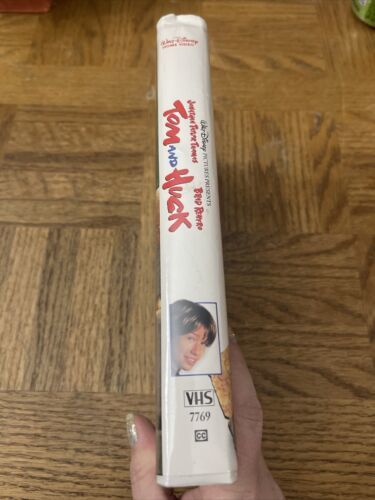 Walt Disney
HOME VIDEO
Walt Disney PICTURES PRESENTS
Jonathan Taylor Thomas
Brad Renfro
Tom and Huck
VHS
7769
CC